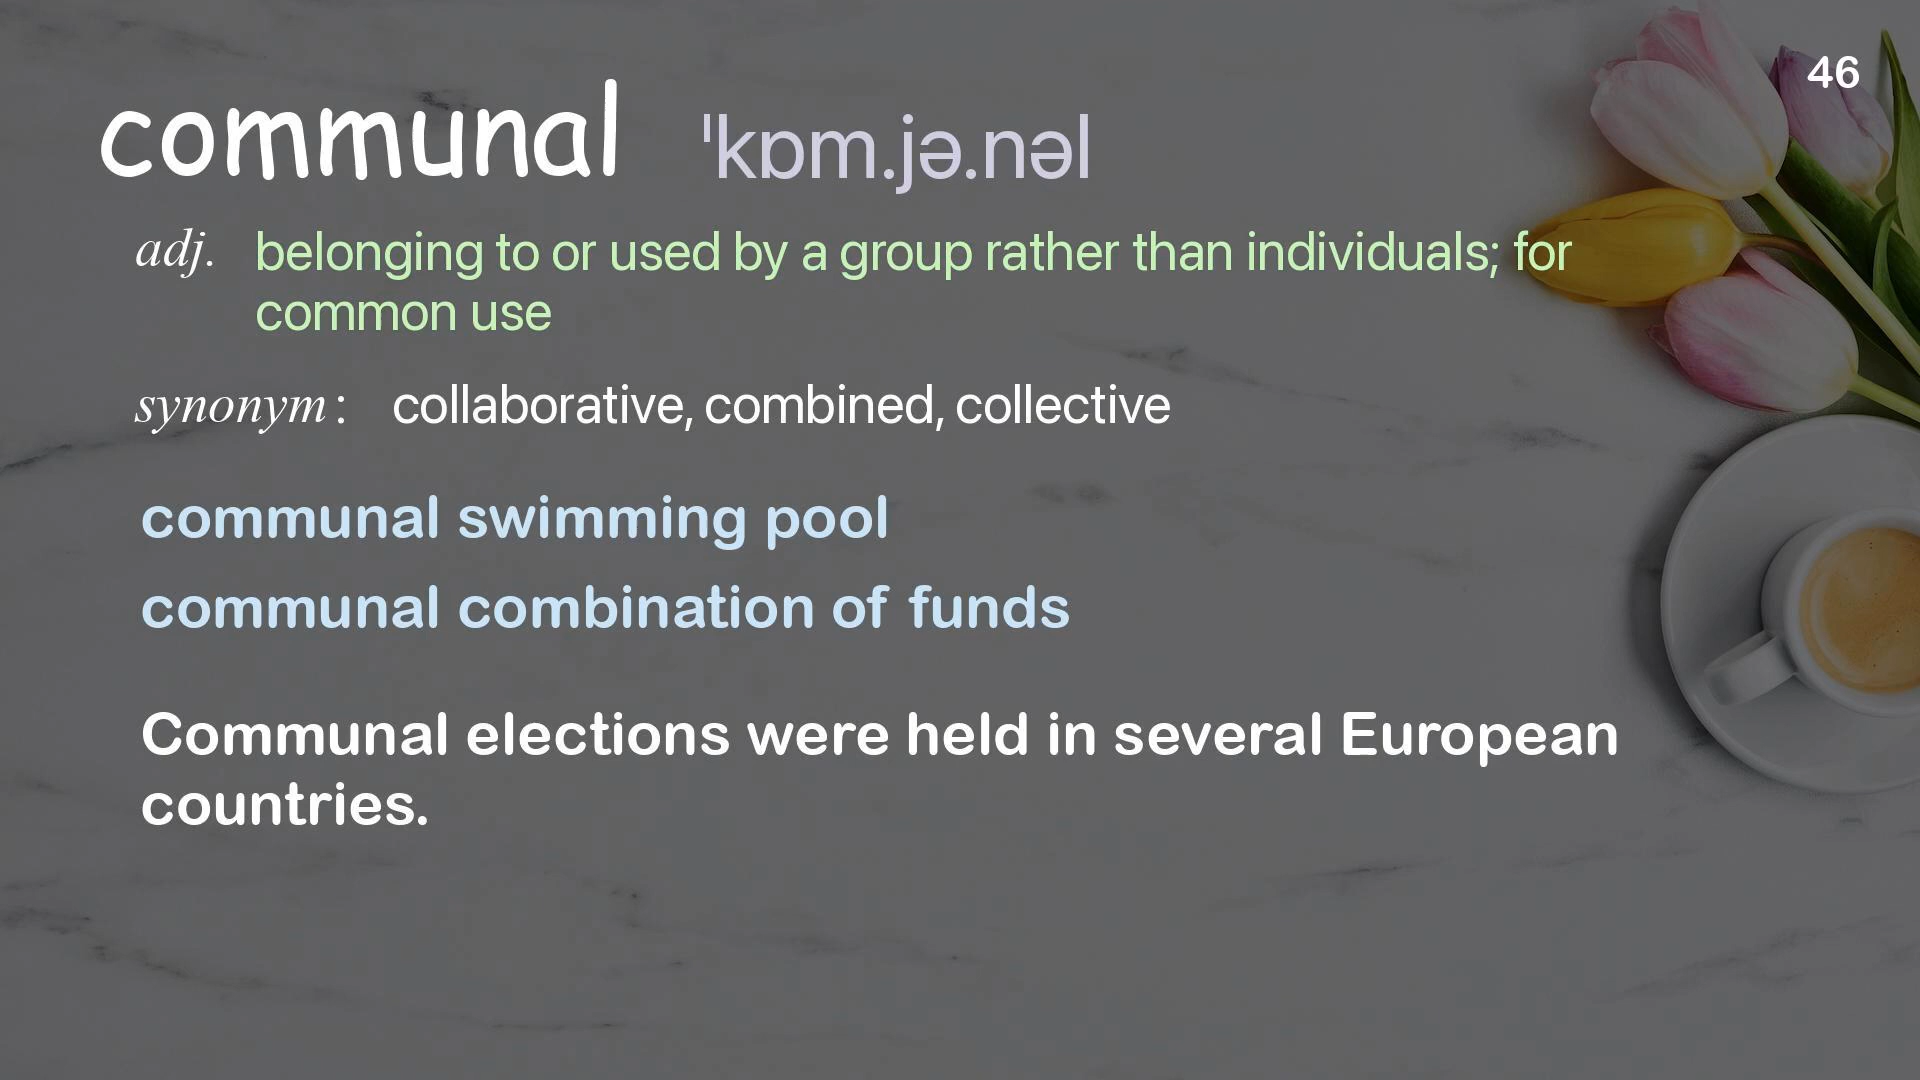 46
communal ˈkɒm.jə.nəl
adj. belonging to or used by a group rather than individuals; for
common use
synonym : collaborative, combined, collective
communal swimming pool
communal combination of funds
Communal elections were held in several European
countries.